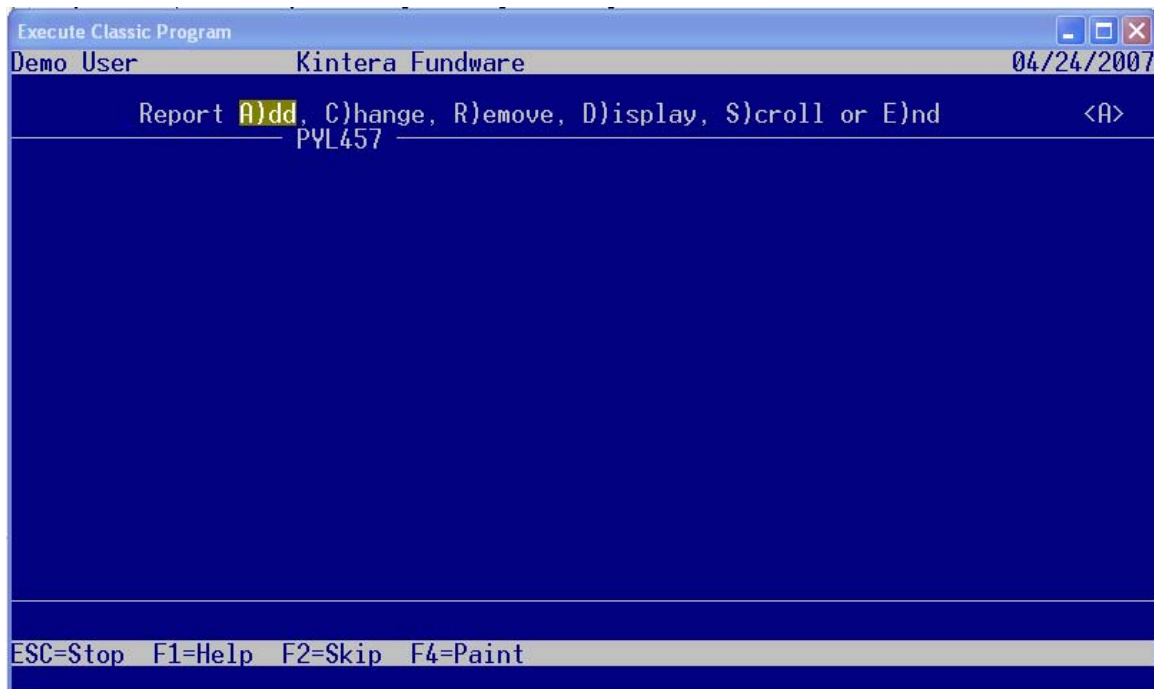 Execute Classic Program
Demo User Kintera Fundware 04/24/2007
Report A)dd, C)hange, R)emove, D)isplay, S)croll or E)nd <A>
PYL457
ESC=Stop F1=Help F2=Skip F4=Paint